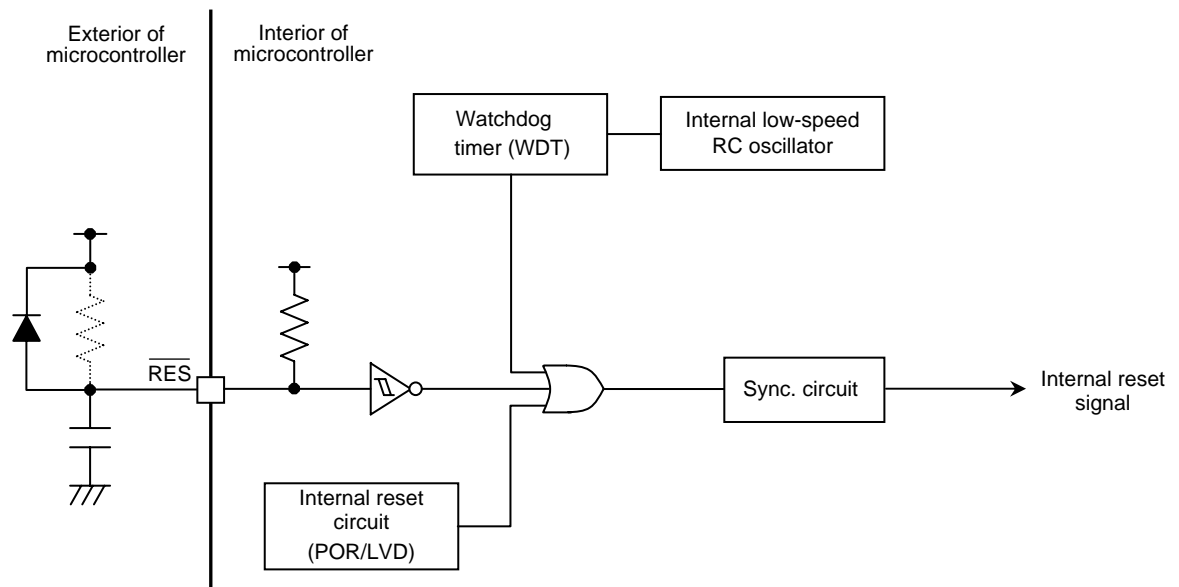 Exterior of
microcontroller
Interior of
microcontroller
Watchdog
timer (WDT)
Internal low-speed
RC oscillator
RES
Sync. circuit
Internal reset
signal
Internal reset
circuit
(POR/LVD)